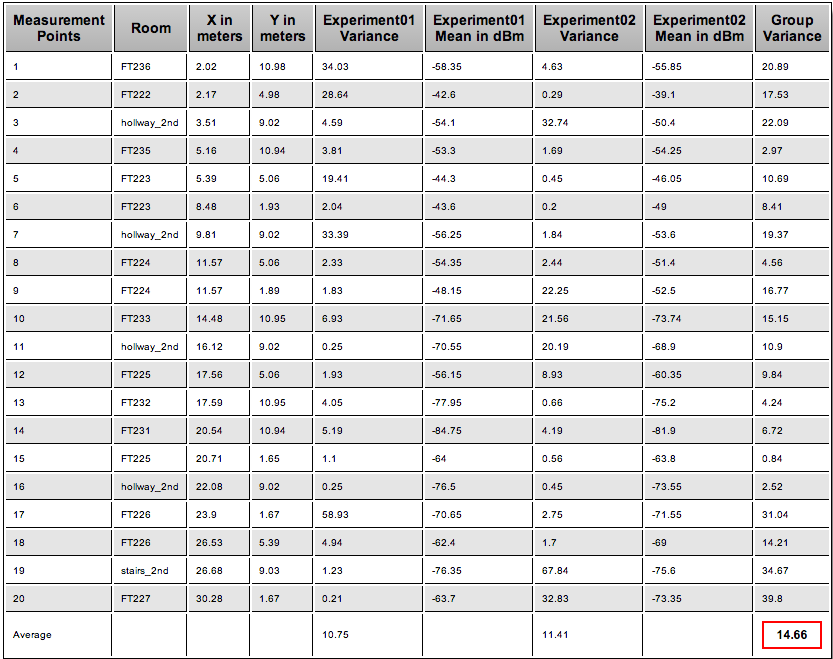 Measurement Points Room X in meters Y in meters Experiment01 Variance Experiment01 Mean in dBm Experiment02 Variance Experiment02 Mean in dBm Group Variance
1 FT236 2.02 10.98 34.03 -58.35 4.63 -55.85 20.89
2 FT222 2.17 4.98 28.64 -42.6 0.29 -39.1 17.53
3 hollway_2nd 3.51 9.02 4.59 -54.1 32.74 -50.4 22.09
4 FT235 5.16 10.94 3.81 -53.3 1.69 -54.25 2.97
5 FT223 5.39 5.06 19.41 -44.3 0.45 -46.05 10.69
6 FT223 8.48 1.93 2.04 -43.6 0.2 -49 8.41
7 hollway_2nd 9.81 9.02 33.39 -56.25 1.84 -53.6 19.37
8 FT224 11.57 5.06 2.33 -54.35 2.44 -51.4 4.56
9 FT224 11.57 1.89 1.83 -48.15 22.25 -52.5 16.77
10 FT233 14.48 10.95 6.93 -71.65 21.56 -73.74 15.15
11 hollway_2nd 16.12 9.02 0.25 -70.55 20.19 -68.9 10.9
12 FT225 17.56 5.06 1.93 -56.15 8.93 -60.35 9.84
13 FT232 17.59 10.95 4.05 -77.95 0.66 -75.2 4.24
14 FT231 20.54 10.94 5.19 -84.75 4.19 -81.9 6.72
15 FT225 20.71 1.65 1.1 -64 0.56 -63.8 0.84
16 hollway_2nd 22.08 9.02 0.25 -76.5 0.45 -73.55 2.52
17 FT226 23.9 1.67 58.93 -70.65 2.75 -71.55 31.04
18 FT226 26.53 5.39 4.94 -62.4 1.7 -69 14.21
19 stairs_2nd 26.68 9.03 1.23 -76.35 67.84 -75.6 34.67
20 FT227 30.28 1.67 0.21 -63.7 32.83 -73.35 39.8
Average 10.75 11.41 14.66